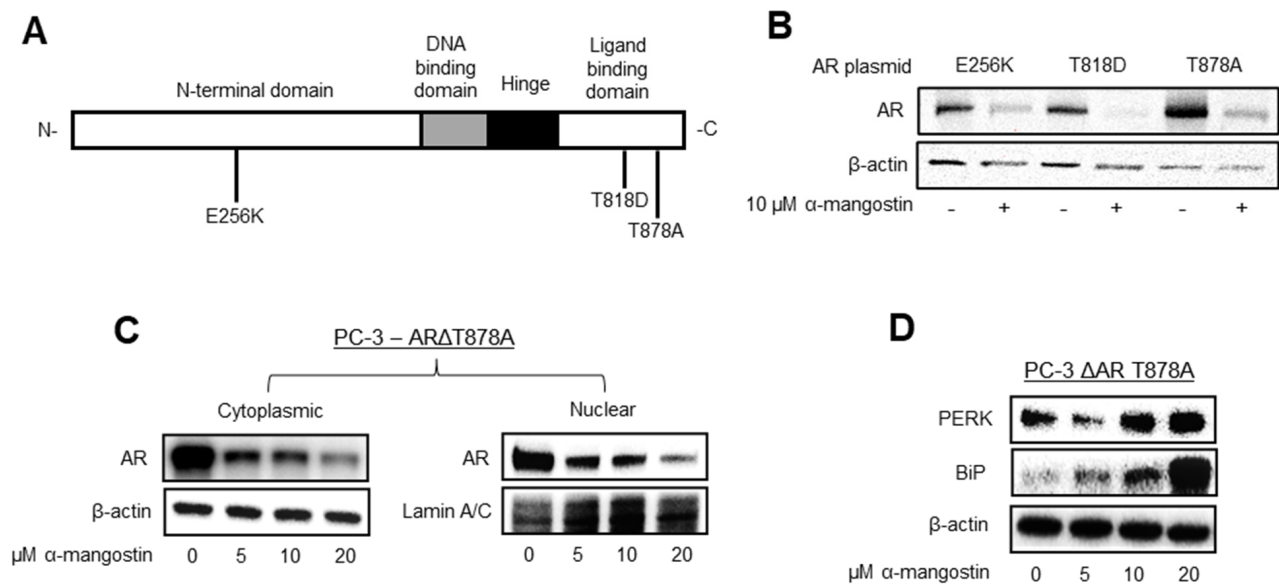 A
N-terminal domain
DNA
binding
domain
Hinge
Ligand
binding
domain
N-
-C
E256K
T818D
T878A
B
AR plasmid E256K T818D T878A
AR
β-actin
10 µM α-mangostin - + - + - +
C
PC-3 – ARΔT878A
Cytoplasmic
AR
β-actin
µM α-mangostin 0 5 10 20
Nuclear
AR
Lamin A/C
0 5 10 20
D
PC-3 ΔAR T878A
PERK
BiP
β-actin
µM α-mangostin 0 5 10 20